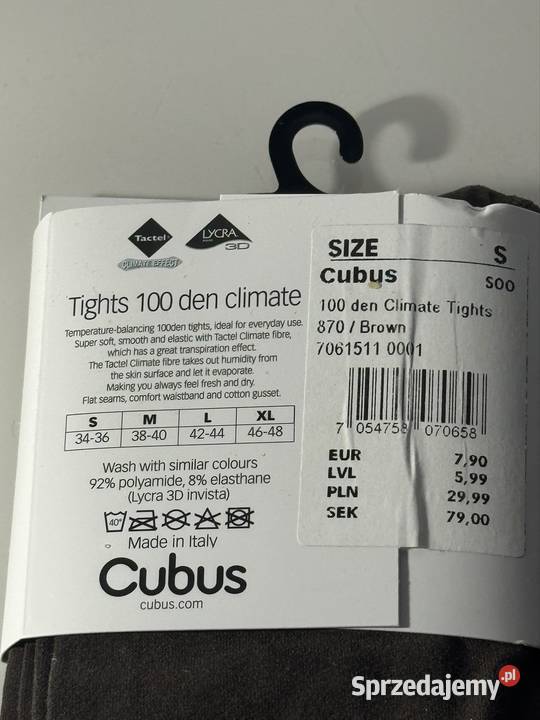 Tactel
CLIMATE EFFECT
LYCRA
3D
Tights 100 den climate
Temperature-balancing 100den tights, ideal for everyday use.
Super soft, smooth and elastic with Tactel Climate fibre,
which has a great transpiration effect.
The Tactel Climate fibre takes out humidity from
the skin surface and let it evaporate.
Making you always feel fresh and dry.
Flat seams, comfort waistband and cotton gusset.
S M L XL
34-36 38-40 42-44 46-48
Wash with similar colours
92% polyamide, 8% elasthane
(Lycra 3D invista)
40°
Made in Italy
Cubus
cubus.com
SIZE S
Cubus S00
100 den Climate Tights
870 / Brown
7061511 0001
7 054758 070658
EUR 7,90
LVL 5,99
PLN 29,99
SEK 79,00
Sprzedajemy.pl